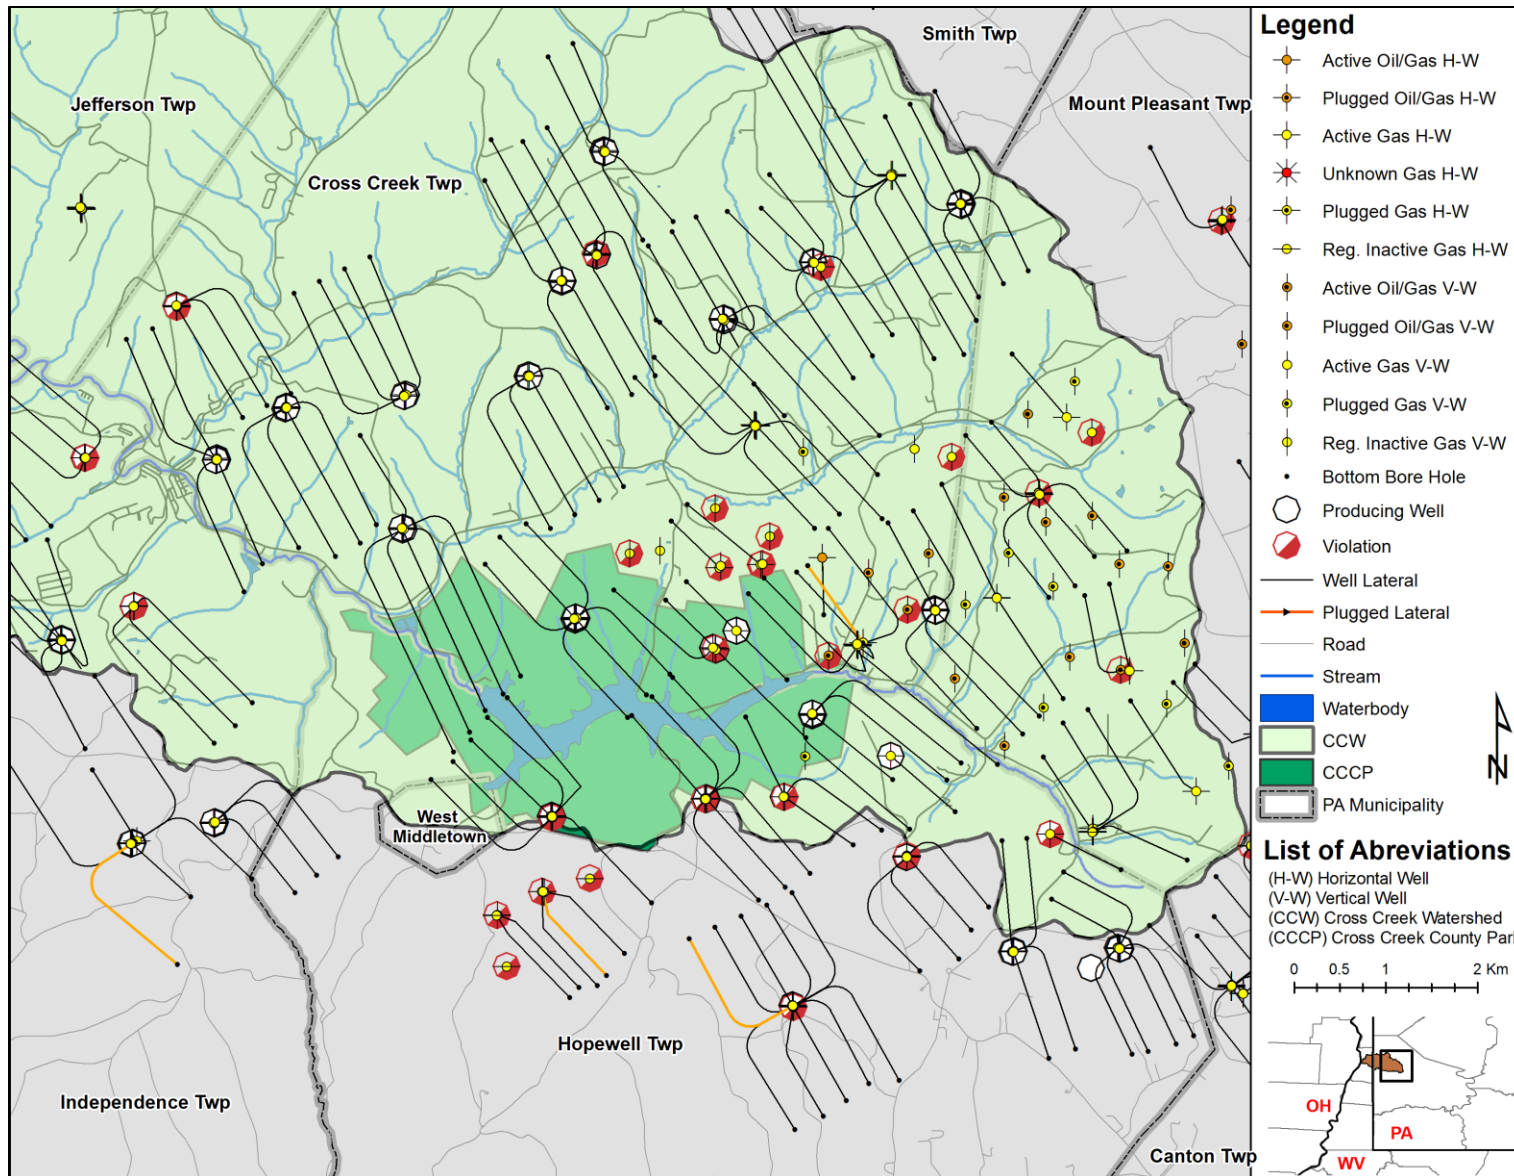 Smith Twp
Jefferson Twp
Mount Pleasant Twp
Cross Creek Twp
West
Middletown
Hopewell Twp
Independence Twp
Canton Twp
Legend
Active Oil/Gas H-W
Plugged Oil/Gas H-W
Active Gas H-W
Unknown Gas H-W
Plugged Gas H-W
Reg. Inactive Gas H-W
Active Oil/Gas V-W
Plugged Oil/Gas V-W
Active Gas V-W
Plugged Gas V-W
Reg. Inactive Gas V-W
Bottom Bore Hole
Producing Well
Violation
Well Lateral
Plugged Lateral
Road
Stream
Waterbody
CCW
CCCP
PA Municipality
N
List of Abreviations
(H-W) Horizontal Well
(V-W) Vertical Well
(CCW) Cross Creek Watershed
(CCCP) Cross Creek County Park
0 0.5 1 2 Km
OH
PA
WV